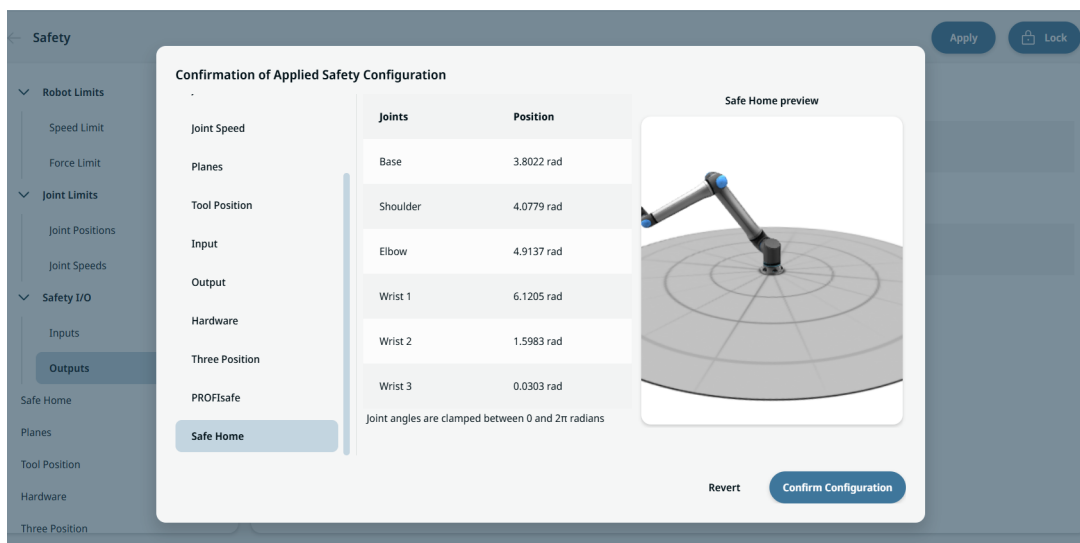 Safety
Apply
Lock
Robot Limits
Speed Limit
Force Limit
Joint Limits
Joint Positions
Joint Speeds
Safety I/O
Inputs
Outputs
Safe Home
Planes
Tool Position
Hardware
Three Position
Confirmation of Applied Safety Configuration
Joint Speed
Planes
Tool Position
Input
Output
Hardware
Three Position
PROFIsafe
Safe Home
Joints Position
Base 3.8022 rad
Shoulder 4.0779 rad
Elbow 4.9137 rad
Wrist 1 6.1205 rad
Wrist 2 1.5983 rad
Wrist 3 0.0303 rad
Joint angles are clamped between 0 and 2π radians
Safe Home preview
Revert
Confirm Configuration